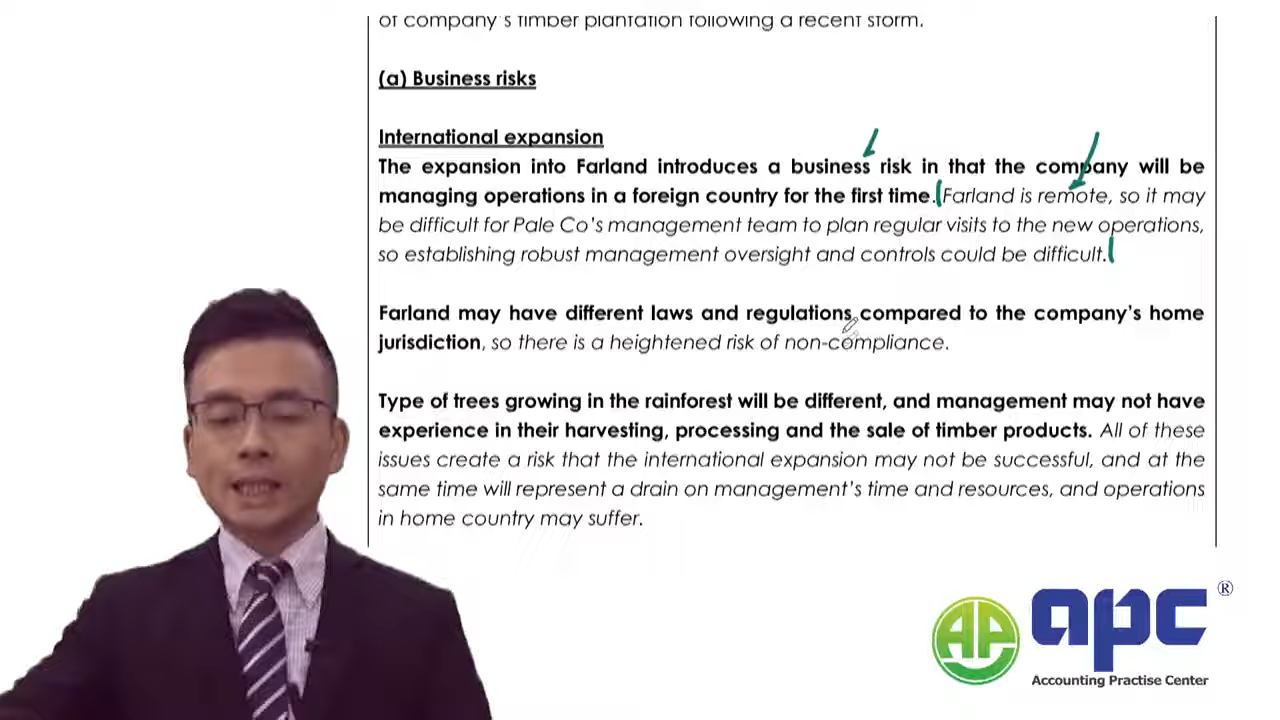 of company's timber plantation following a recent storm.
(a) Business risks
International expansion
The expansion into Farland introduces a business risk in that the company will be
managing operations in a foreign country for the first time. Farland is remote, so it may
be difficult for Pale Co's management team to plan regular visits to the new operations,
so establishing robust management oversight and controls could be difficult.
Farland may have different laws and regulations compared to the company's home
jurisdiction, so there is a heightened risk of non-compliance.
Type of trees growing in the rainforest will be different, and management may not have
experience in their harvesting, processing and the sale of timber products. All of these
issues create a risk that the international expansion may not be successful, and at the
same time will represent a drain on management's time and resources, and operations
in home country may suffer.
AP apc ®
Accounting Practise Center